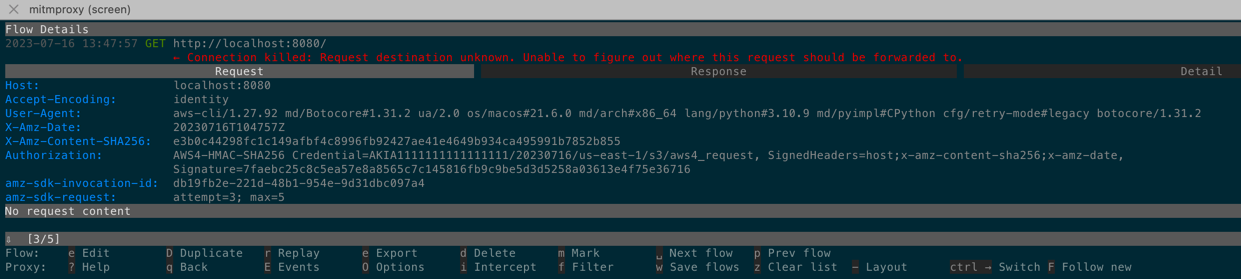 mitmproxy (screen)
Flow Details
2023-07-16 13:47:57 GET http://localhost:8080/
← Connection killed: Request destination unknown. Unable to figure out where this request should be forwarded to.
Request Response Detail
Host: localhost:8080
Accept-Encoding: identity
User-Agent: aws-cli/1.27.92 md/Botocore#1.31.2 ua/2.0 os/macos#21.6.0 md/arch#x86_64 lang/python#3.10.9 md/pyimpl#CPython cfg/retry-mode#legacy botocore/1.31.2
X-Amz-Date: 20230716T104757Z
X-Amz-Content-SHA256: e3b0c44298fc1c149afbf4c8996fb92427ae41e4649b934ca495991b7852b855
Authorization: AWS4-HMAC-SHA256 Credential=AKIA1111111111111111/20230716/us-east-1/s3/aws4_request, SignedHeaders=host;x-amz-content-sha256;x-amz-date,
Signature=7faebc25c8c5ea57e8a8565c7c145816fb9c9be5d3d5258a03613e4f75e36716
amz-sdk-invocation-id: db19fb2e-221d-48b1-954e-9d31dbc097a4
amz-sdk-request: attempt=3; max=5
No request content
⇩ [3/5]
Flow: e Edit D Duplicate r Replay e Export d Delete m Mark ␣ Next flow p Prev flow
Proxy: ? Help q Back E Events O Options i Intercept f Filter w Save flows z Clear list - Layout ctrl → Switch F Follow new